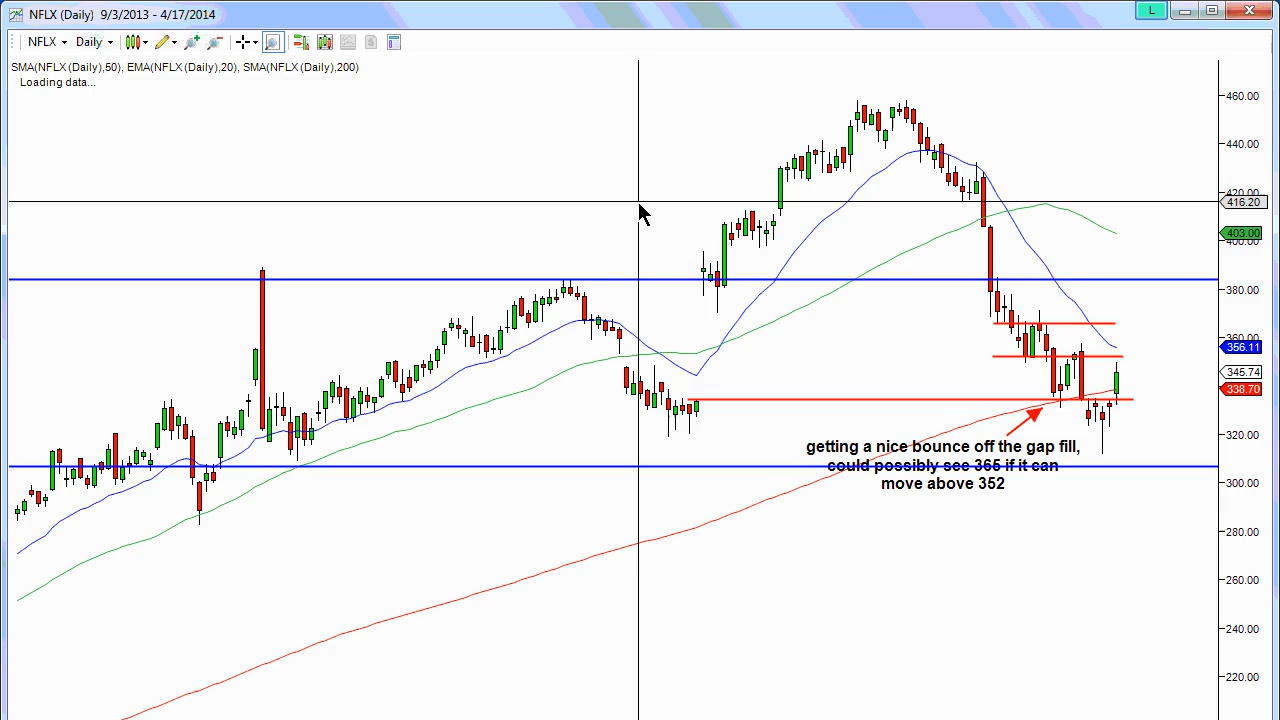 NFLX (Daily) 9/3/2013 - 4/17/2014
L
NFLX Daily
SMA(NFLX (Daily),50), EMA(NFLX (Daily),20), SMA(NFLX (Daily),200)
Loading data...
460.00
440.00
420.00
416.20
403.00
400.00
380.00
360.00
356.11
345.74
338.70
320.00
300.00
280.00
260.00
240.00
220.00
getting a nice bounce off the gap fill,
could possibly see 365 if it can
move above 352